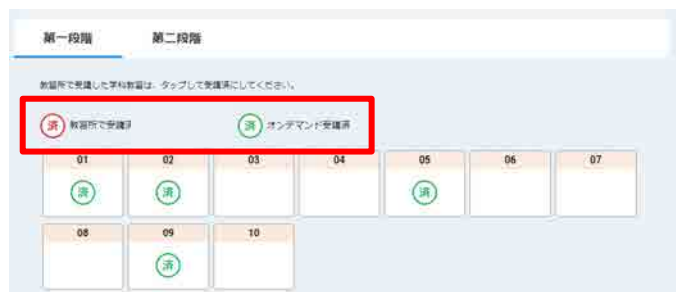 第一段階 第二段階
教習所で受講した学科教習は、タップして受講済にしてください。
済 教習所で受講済 済 オンデマンド受講済
01 02 03 04 05 06 07
済 済 済
08 09 10
済